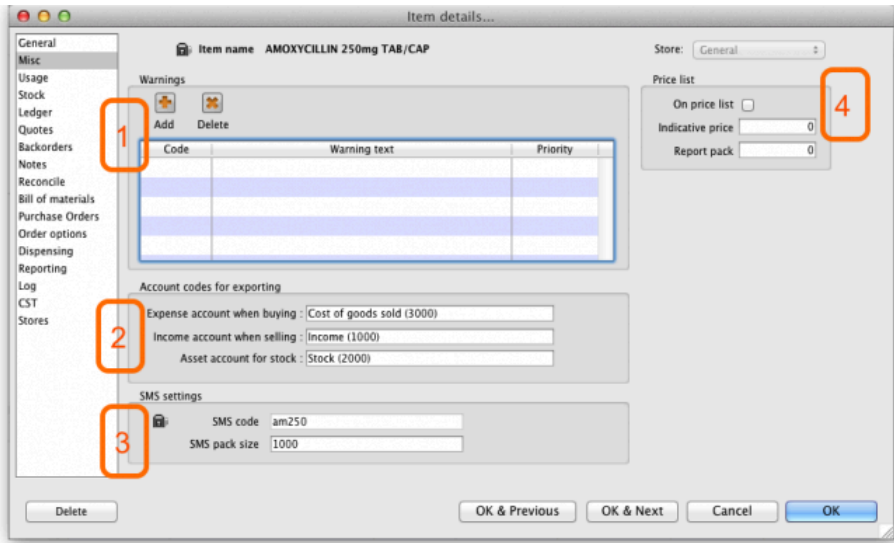 Item details...
General
Misc
Usage
Stock
Ledger
Quotes
Backorders
Notes
Reconcile
Bill of materials
Purchase Orders
Order options
Dispensing
Reporting
Log
CST
Stores
Item name AMOXYCILLIN 250mg TAB/CAP
Store: General
Warnings
Add Delete
1
Code Warning text Priority
Price list
On price list
Indicative price 0
Report pack 0
4
Account codes for exporting
Expense account when buying : Cost of goods sold (3000)
Income account when selling : Income (1000)
Asset account for stock : Stock (2000)
2
SMS settings
SMS code am250
SMS pack size 1000
3
Delete OK & Previous OK & Next Cancel OK